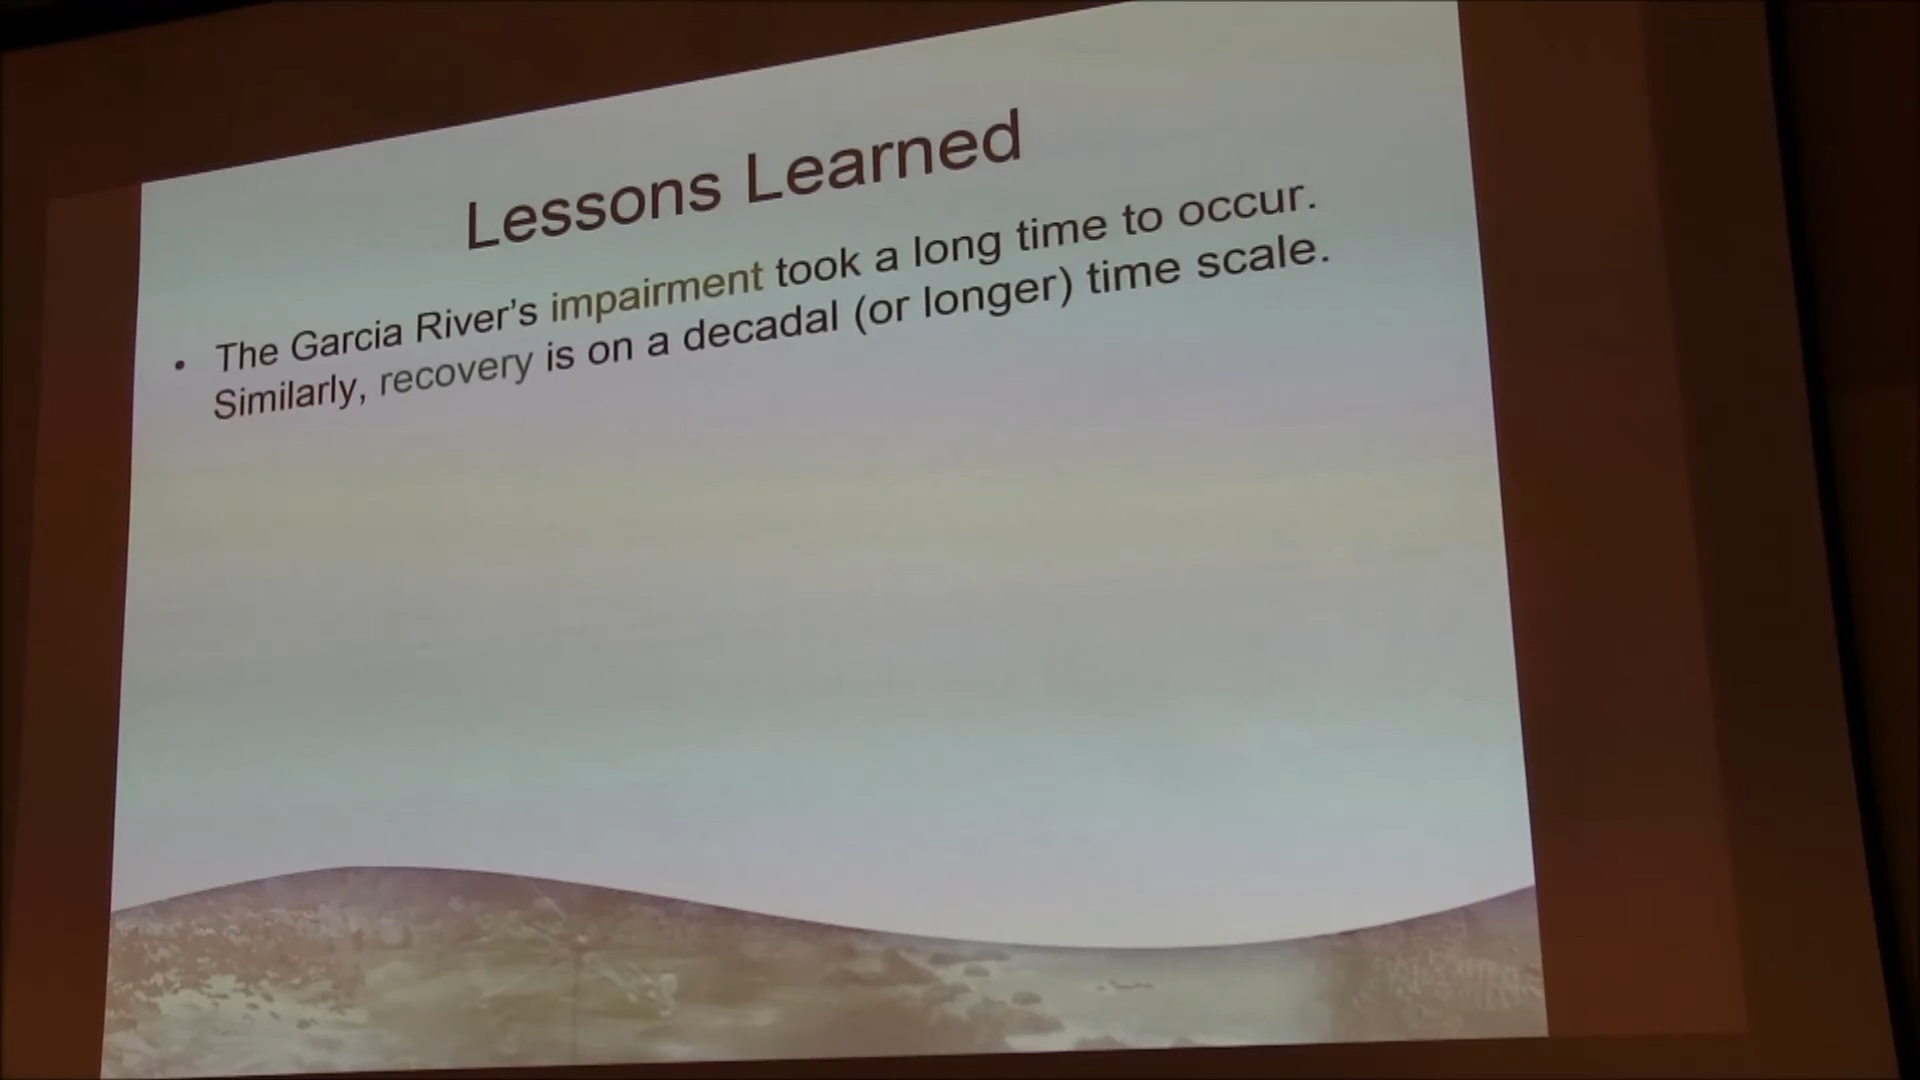 Lessons Learned
• The Garcia River's impairment took a long time to occur.
Similarly, recovery is on a decadal (or longer) time scale.